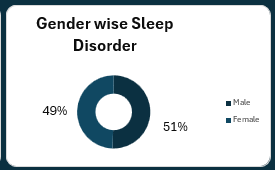 Gender wise Sleep
Disorder
49%
51%
Male
Female